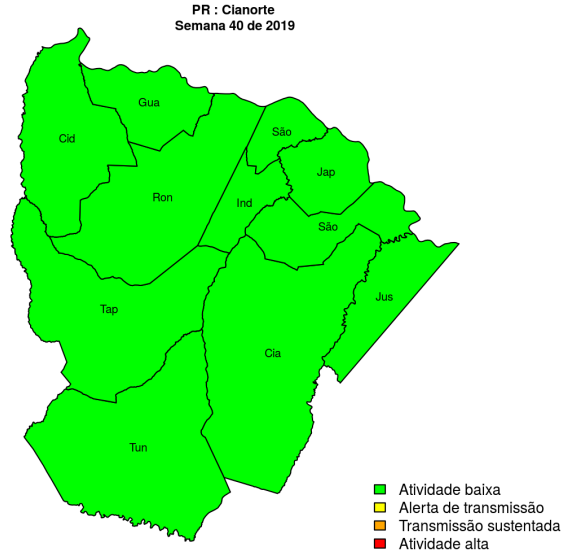 PR : Cianorte
Semana 40 de 2019
Gua
Cid
São
Jap
Ron
Ind
São
Jus
Tap
Cia
Tun
Atividade baixa
Alerta de transmissão
Transmissão sustentada
Atividade alta